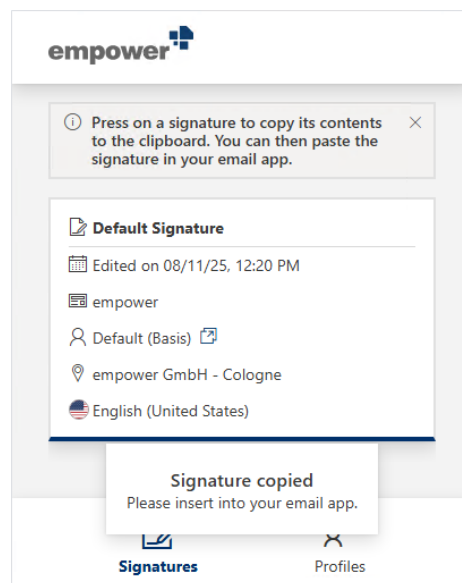 empower
Press on a signature to copy its contents
to the clipboard. You can then paste the
signature in your email app.
Default Signature
Edited on 08/11/25, 12:20 PM
empower
Default (Basis)
empower GmbH - Cologne
English (United States)
Signature copied
Please insert into your email app.
Signatures
Profiles